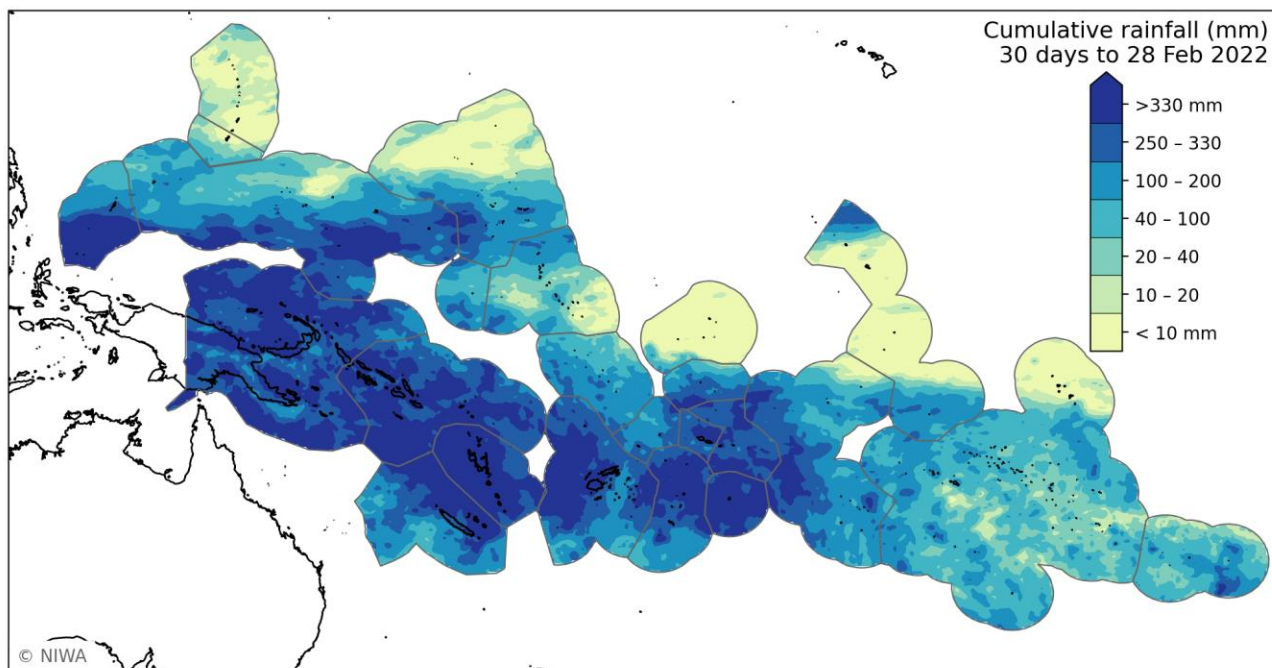 Cumulative rainfall (mm)
30 days to 28 Feb 2022
>330 mm
250 – 330
100 – 200
40 – 100
20 – 40
10 – 20
< 10 mm
© NIWA